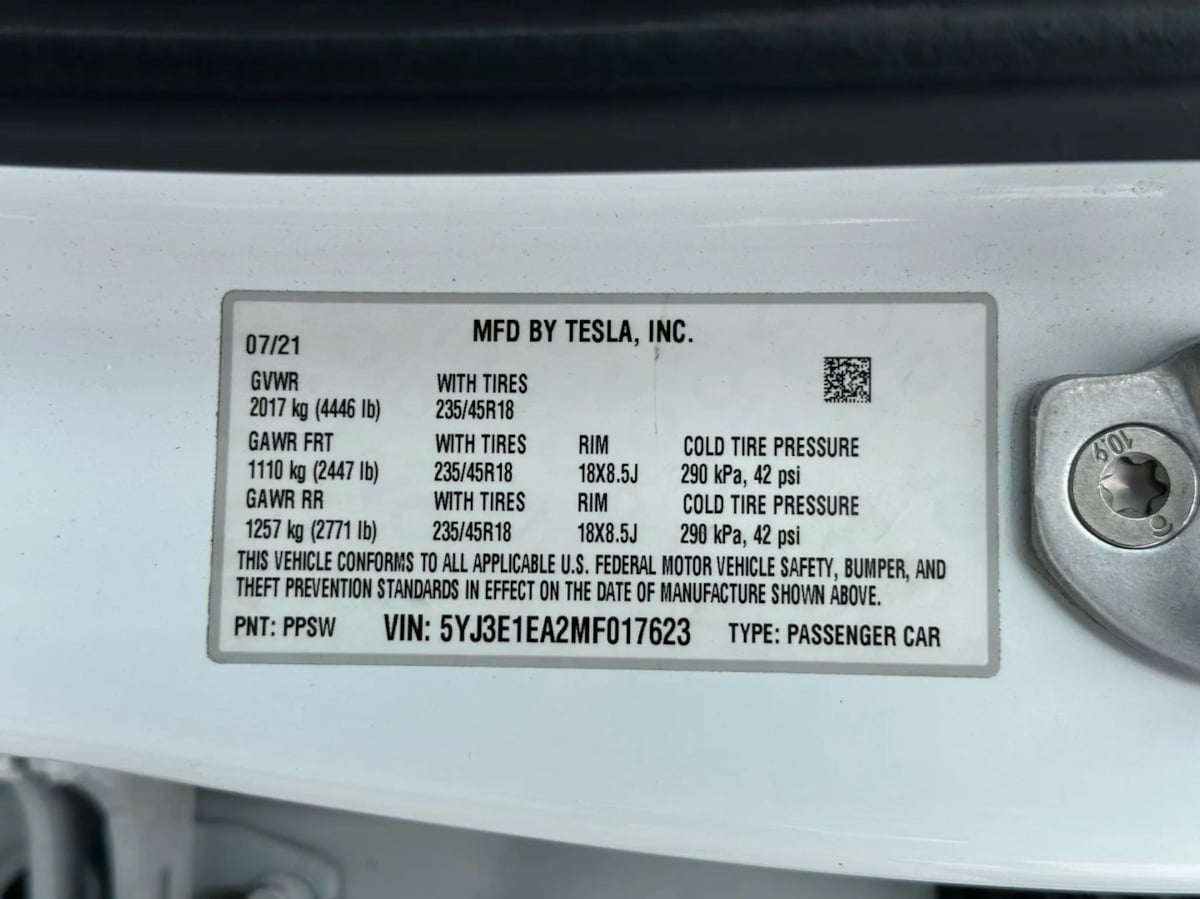 MFD BY TESLA, INC.
07/21
GVWR WITH TIRES
2017 kg (4446 lb) 235/45R18
GAWR FRT WITH TIRES RIM COLD TIRE PRESSURE
1110 kg (2447 lb) 235/45R18 18X8.5J 290 kPa, 42 psi
GAWR RR WITH TIRES RIM COLD TIRE PRESSURE
1257 kg (2771 lb) 235/45R18 18X8.5J 290 kPa, 42 psi
THIS VEHICLE CONFORMS TO ALL APPLICABLE U.S. FEDERAL MOTOR VEHICLE SAFETY, BUMPER, AND
THEFT PREVENTION STANDARDS IN EFFECT ON THE DATE OF MANUFACTURE SHOWN ABOVE.
PNT: PPSW VIN: 5YJ3E1EA2MF017623 TYPE: PASSENGER CAR
10.9